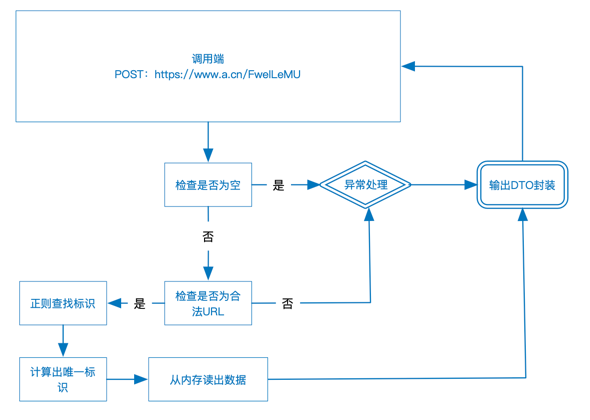 调用端
POST：https://www.a.cn/FwelLeMU
检查是否为空
是
异常处理
输出DTO封装
否
正则查找标识
是
检查是否为合
法URL
否
计算出唯一标
识
从内存读出数据